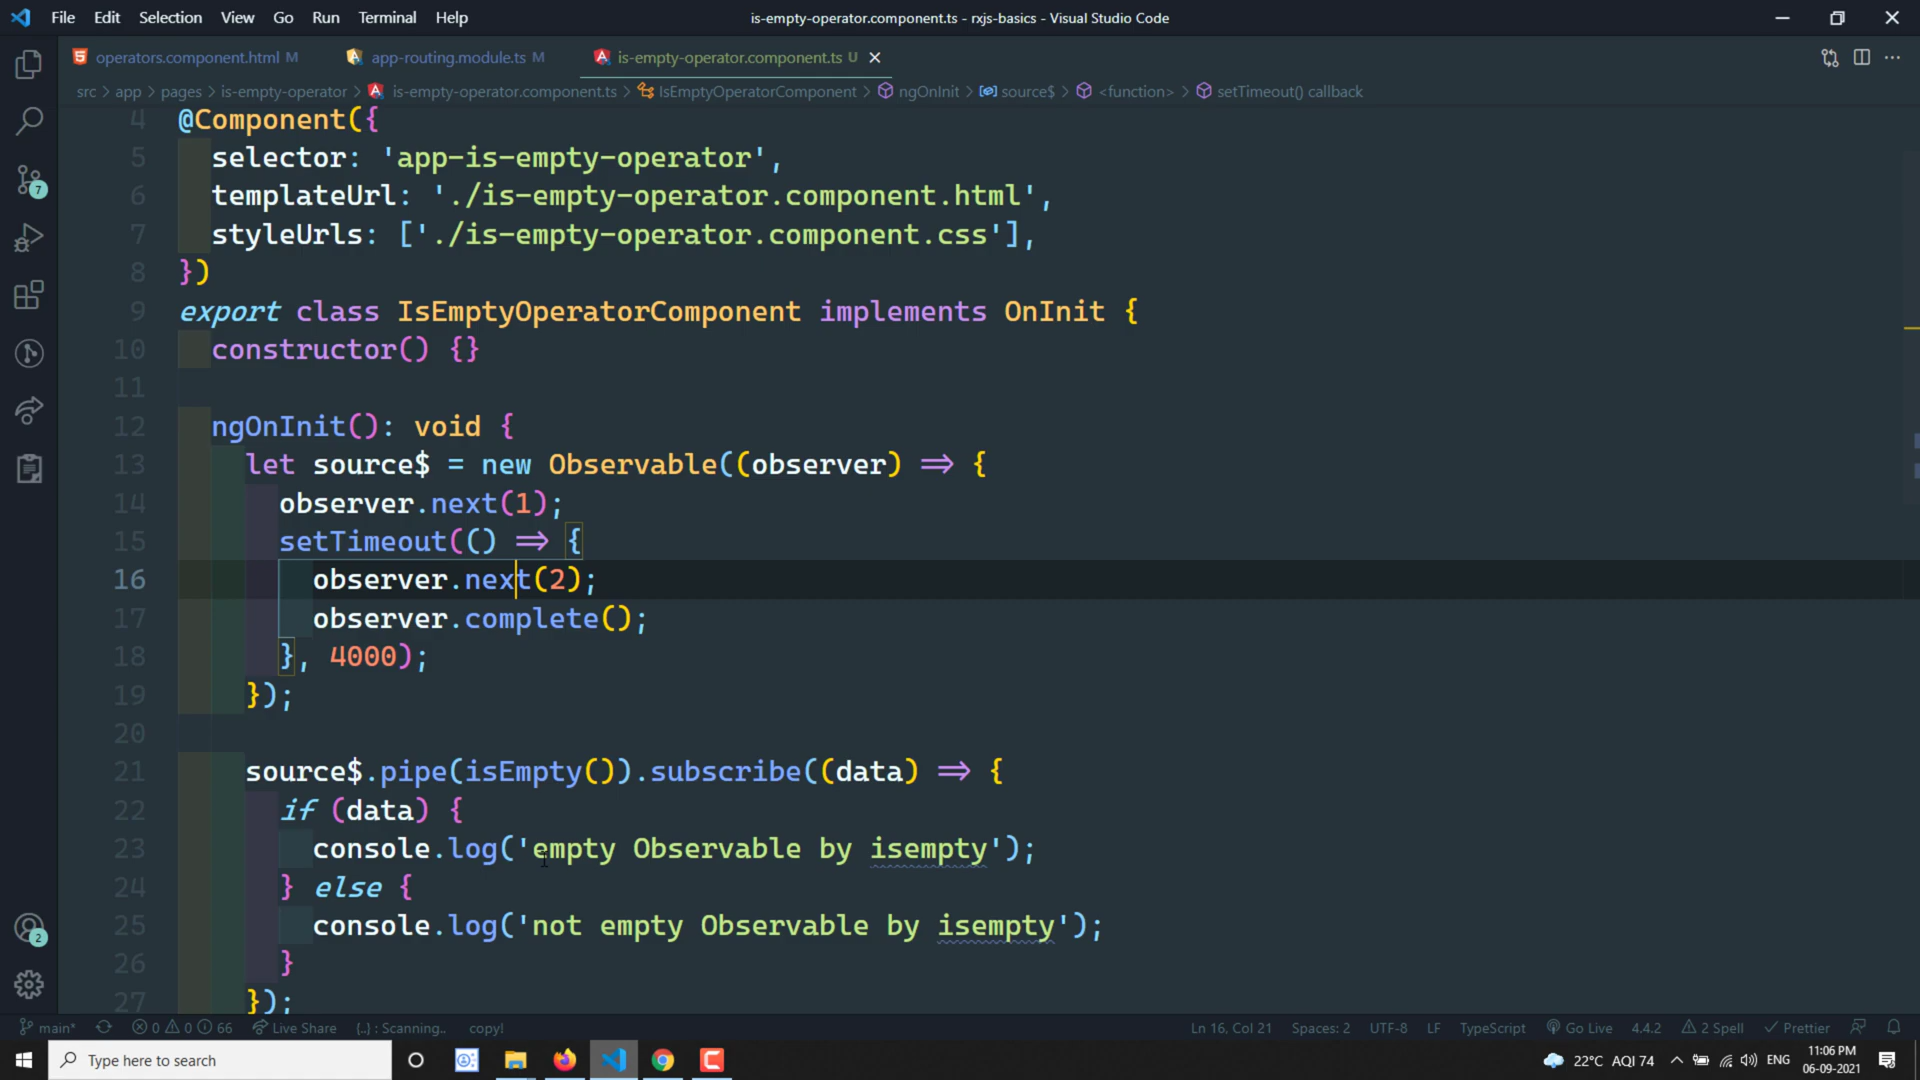 File Edit Selection View Go Run Terminal Help
is-empty-operator.component.ts - rxjs-basics - Visual Studio Code
operators.component.html M
app-routing.module.ts M
is-empty-operator.component.ts U
src > app > pages > is-empty-operator > is-empty-operator.component.ts > IsEmptyOperatorComponent > ngOnInit > source$ > <function> > setTimeout() callback
4 @Component({
5 selector: 'app-is-empty-operator',
6 templateUrl: './is-empty-operator.component.html',
7 styleUrls: ['./is-empty-operator.component.css'],
8 })
9 export class IsEmptyOperatorComponent implements OnInit {
10 constructor() {}
11
12 ngOnInit(): void {
13 let source$ = new Observable((observer) => {
14 observer.next(1);
15 setTimeout(() => {
16 observer.next(2);
17 observer.complete();
18 }, 4000);
19 });
20
21 source$.pipe(isEmpty()).subscribe((data) => {
22 if (data) {
23 console.log('empty Observable by isempty');
24 } else {
25 console.log('not empty Observable by isempty');
26 }
27 });
7
2
main* 0 0 66 Live Share {..} : Scanning.. copy! Ln 16, Col 21 Spaces: 2 UTF-8 LF TypeScript Go Live 4.4.2 2 Spell Prettier
Type here to search
22°C AQI 74 ENG
11:06 PM
06-09-2021